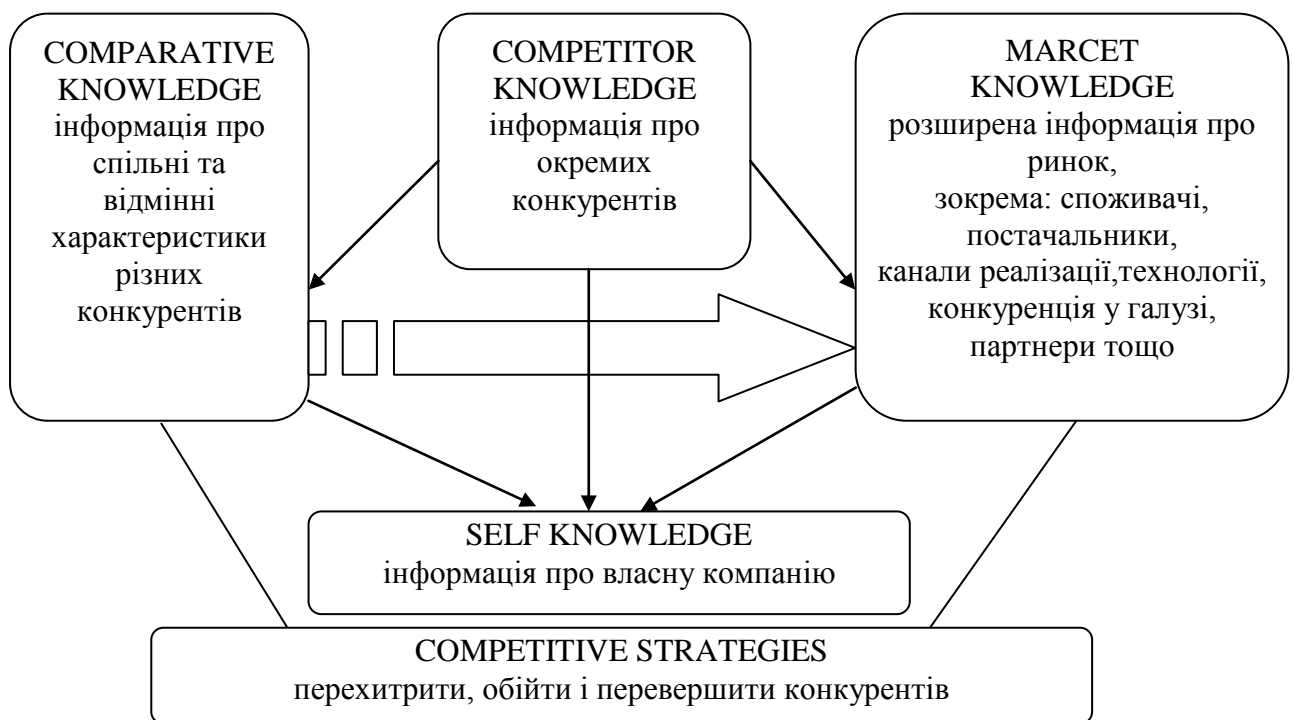 COMPARATIVE
KNOWLEDGE
інформація про
спільні та
відмінні
характеристики
різних
конкурентів
COMPETITOR
KNOWLEDGE
інформація про
окремих
конкурентів
MARCET
KNOWLEDGE
розширена інформація про
ринок,
зокрема: споживачі,
постачальники,
канали реалізації,технології,
конкуренція у галузі,
партнери тощо
SELF KNOWLEDGE
інформація про власну компанію
COMPETITIVE STRATEGIES
перехитрити, обійти і перевершити конкурентів